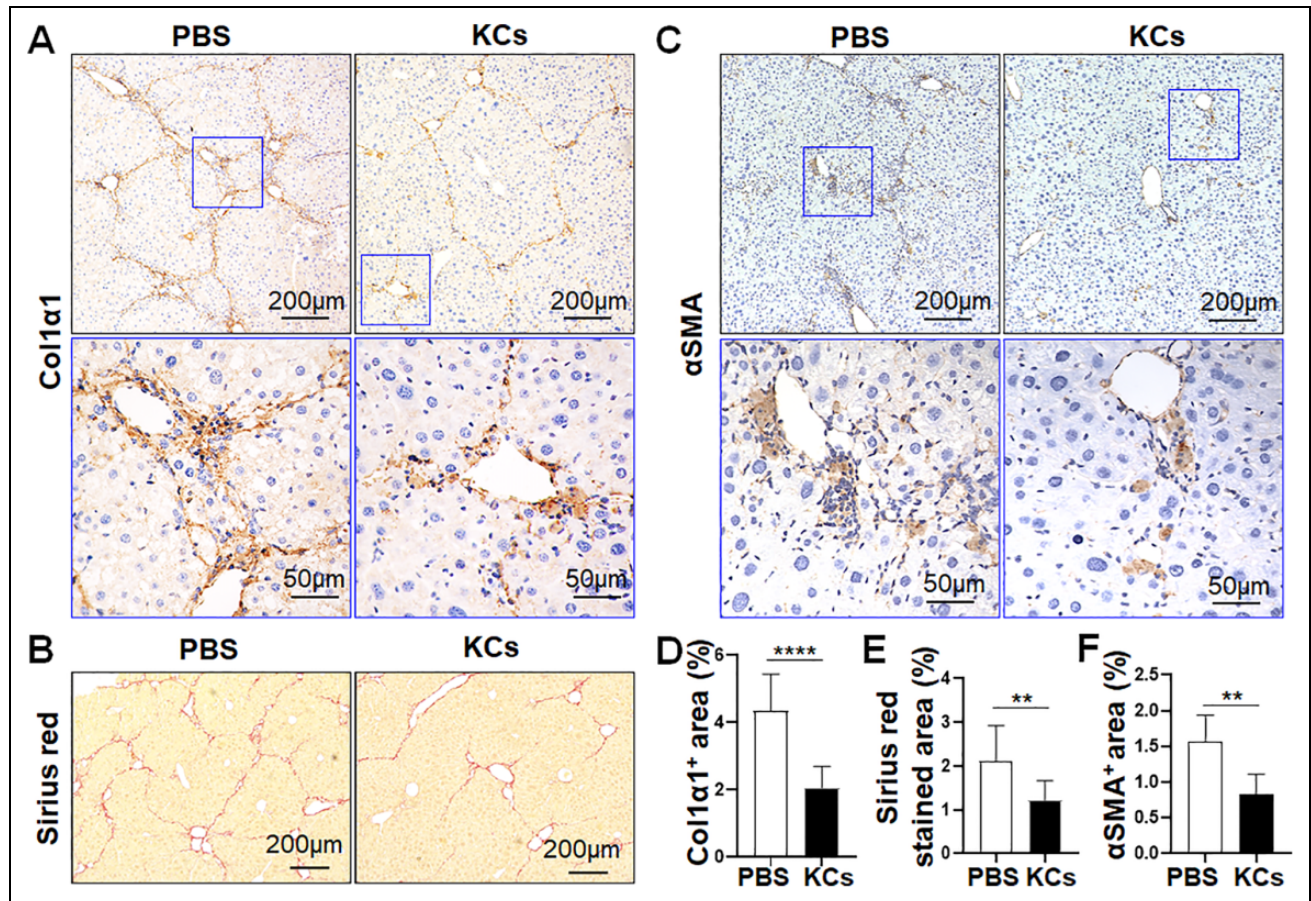 A
PBS
KCs
Col1α1
200μm
200μm
50μm
50μm
B
PBS
KCs
Sirius red
200μm
200μm
C
PBS
KCs
αSMA
200μm
200μm
50μm
50μm
D
Col1α1⁺ area (%)
6
4
2
0
****
PBS KCs
E
Sirius red
stained area (%)
4
3
2
1
0
**
PBS KCs
F
αSMA⁺ area (%)
2.5
2.0
1.5
1.0
0.5
0.0
**
PBS KCs